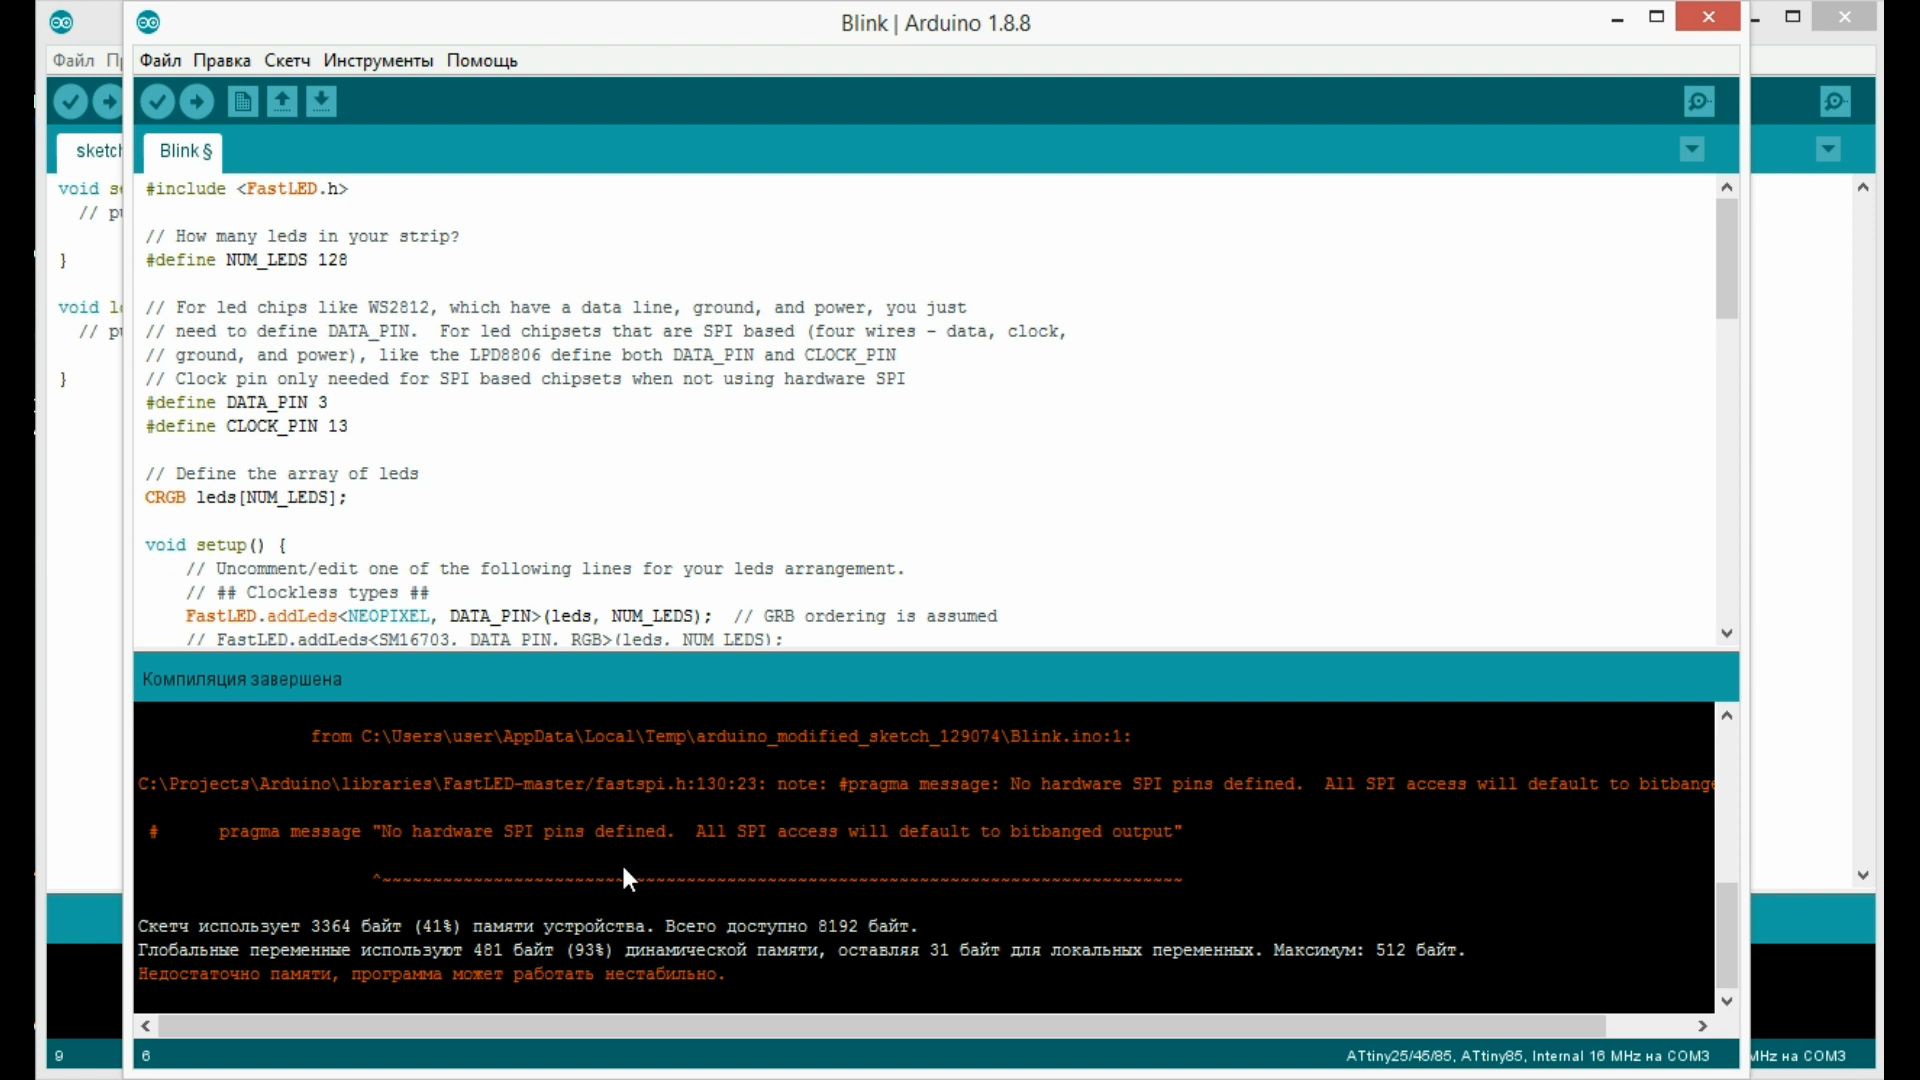 Blink | Arduino 1.8.8
Файл
Файл Правка Скетч Инструменты Помощь
Blink §
void
//
}
void
//
}
#include <FastLED.h>
// How many leds in your strip?
#define NUM_LEDS 128
// For led chips like WS2812, which have a data line, ground, and power, you just
// need to define DATA_PIN.  For led chipsets that are SPI based (four wires - data, clock,
// ground, and power), like the LPD8806 define both DATA_PIN and CLOCK_PIN
// Clock pin only needed for SPI based chipsets when not using hardware SPI
#define DATA_PIN 3
#define CLOCK_PIN 13
// Define the array of leds
CRGB leds[NUM_LEDS];
void setup() {
// Uncomment/edit one of the following lines for your leds arrangement.
// ## Clockless types ##
FastLED.addLeds<NEOPIXEL, DATA_PIN>(leds, NUM_LEDS);  // GRB ordering is assumed
// FastLED.addLeds<SM16703, DATA_PIN, RGB>(leds, NUM_LEDS);
Компиляция завершена
from C:\Users\user\AppData\Local\Temp\arduino_modified_sketch_129074\Blink.ino:1:
C:\Projects\Arduino\libraries\FastLED-master/fastspi.h:130:23: note: #pragma message: No hardware SPI pins defined.  All SPI access will default to
#      pragma message "No hardware SPI pins defined.  All SPI access will default to bitbanged output"
^~~~~~~~~~~~~~~~~~~~~~~~~~~~~~~~~~~~~~~~~~~~~~~~~~~~~~~~~~~~~~~~~~~~~~~~~~~~~~~~
Скетч использует 3364 байт (41%) памяти устройства. Всего доступно 8192 байт.
Глобальные переменные используют 481 байт (93%) динамической памяти, оставляя 31 байт для локальных переменных. Максимум: 512 байт.
Недостаточно памяти, программа может работать нестабильно.
9
6
ATtiny25/45/85, ATtiny85, Internal 16 MHz на COM3
MHz на COM3